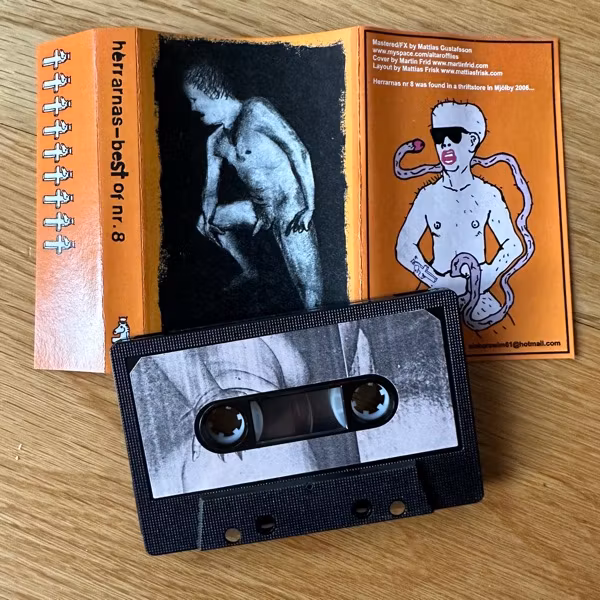 herrarnas-best of nr.8
Mastered/FX by Mattias Gustafsson
www.myspace.com/altarofflies
Cover by Martin Frid www.martinfrid.com
Layout by Mattias Frisk www.mattiasfrisk.com
Herrarnas nr 8 was found in a thriftstore in Mjölby 2006...